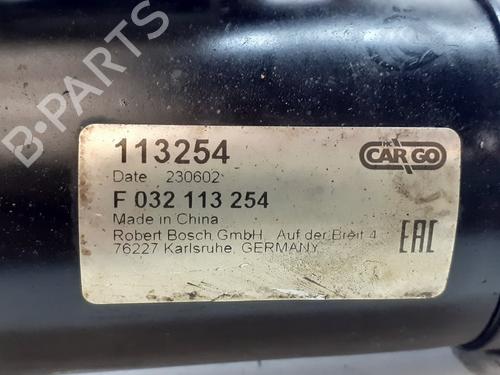 B-PARTS
113254
Date 230602
HC
CARGO
F 032 113 254
Made in China
Robert Bosch GmbH Auf der Breit 4
76227 Karlsruhe, GERMANY
EAC